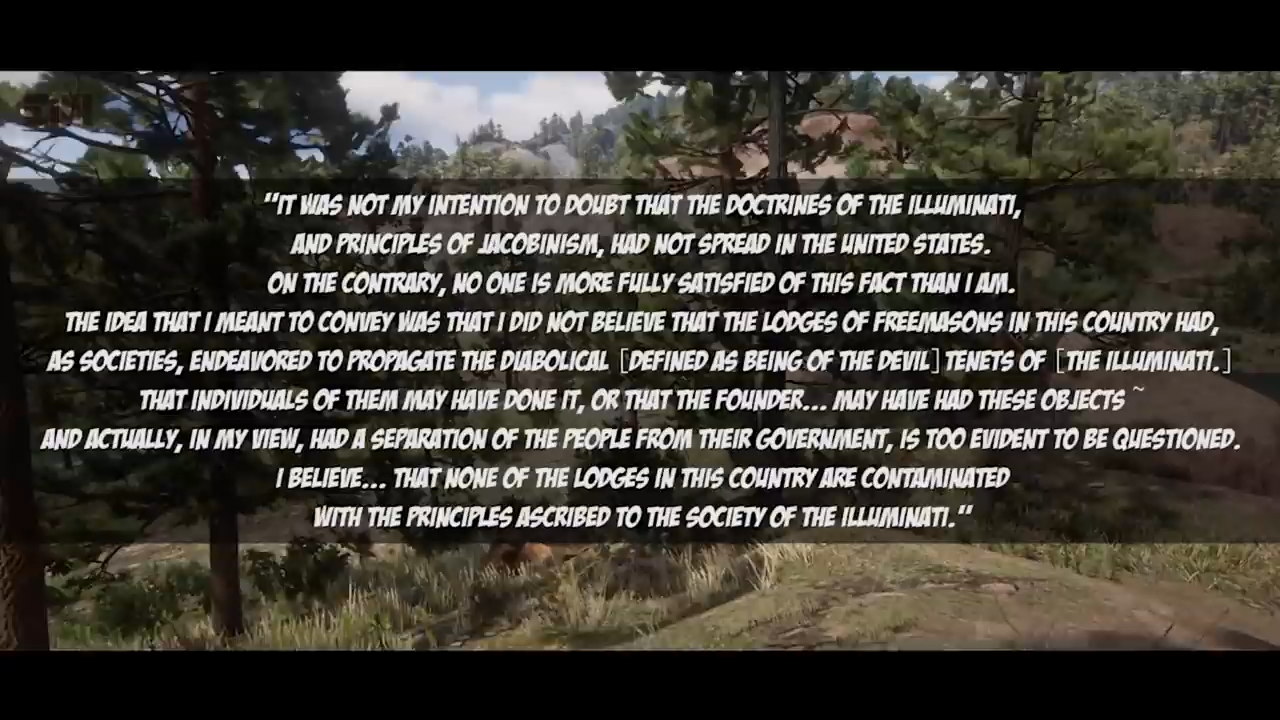 "IT WAS NOT MY INTENTION TO DOUBT THAT THE DOCTRINES OF THE ILLUMINATI,
AND PRINCIPLES OF JACOBINISM, HAD NOT SPREAD IN THE UNITED STATES.
ON THE CONTRARY, NO ONE IS MORE FULLY SATISFIED OF THIS FACT THAN I AM.
THE IDEA THAT I MEANT TO CONVEY WAS THAT I DID NOT BELIEVE THAT THE LODGES OF FREEMASONS IN THIS COUNTRY HAD,
AS SOCIETIES, ENDEAVORED TO PROPAGATE THE DIABOLICAL [DEFINED AS BEING OF THE DEVIL] TENETS OF [THE ILLUMINATI.]
THAT INDIVIDUALS OF THEM MAY HAVE DONE IT, OR THAT THE FOUNDER... MAY HAVE HAD THESE OBJECTS ~
AND ACTUALLY, IN MY VIEW, HAD A SEPARATION OF THE PEOPLE FROM THEIR GOVERNMENT, IS TOO EVIDENT TO BE QUESTIONED.
I BELIEVE... THAT NONE OF THE LODGES IN THIS COUNTRY ARE CONTAMINATED
WITH THE PRINCIPLES ASCRIBED TO THE SOCIETY OF THE ILLUMINATI."